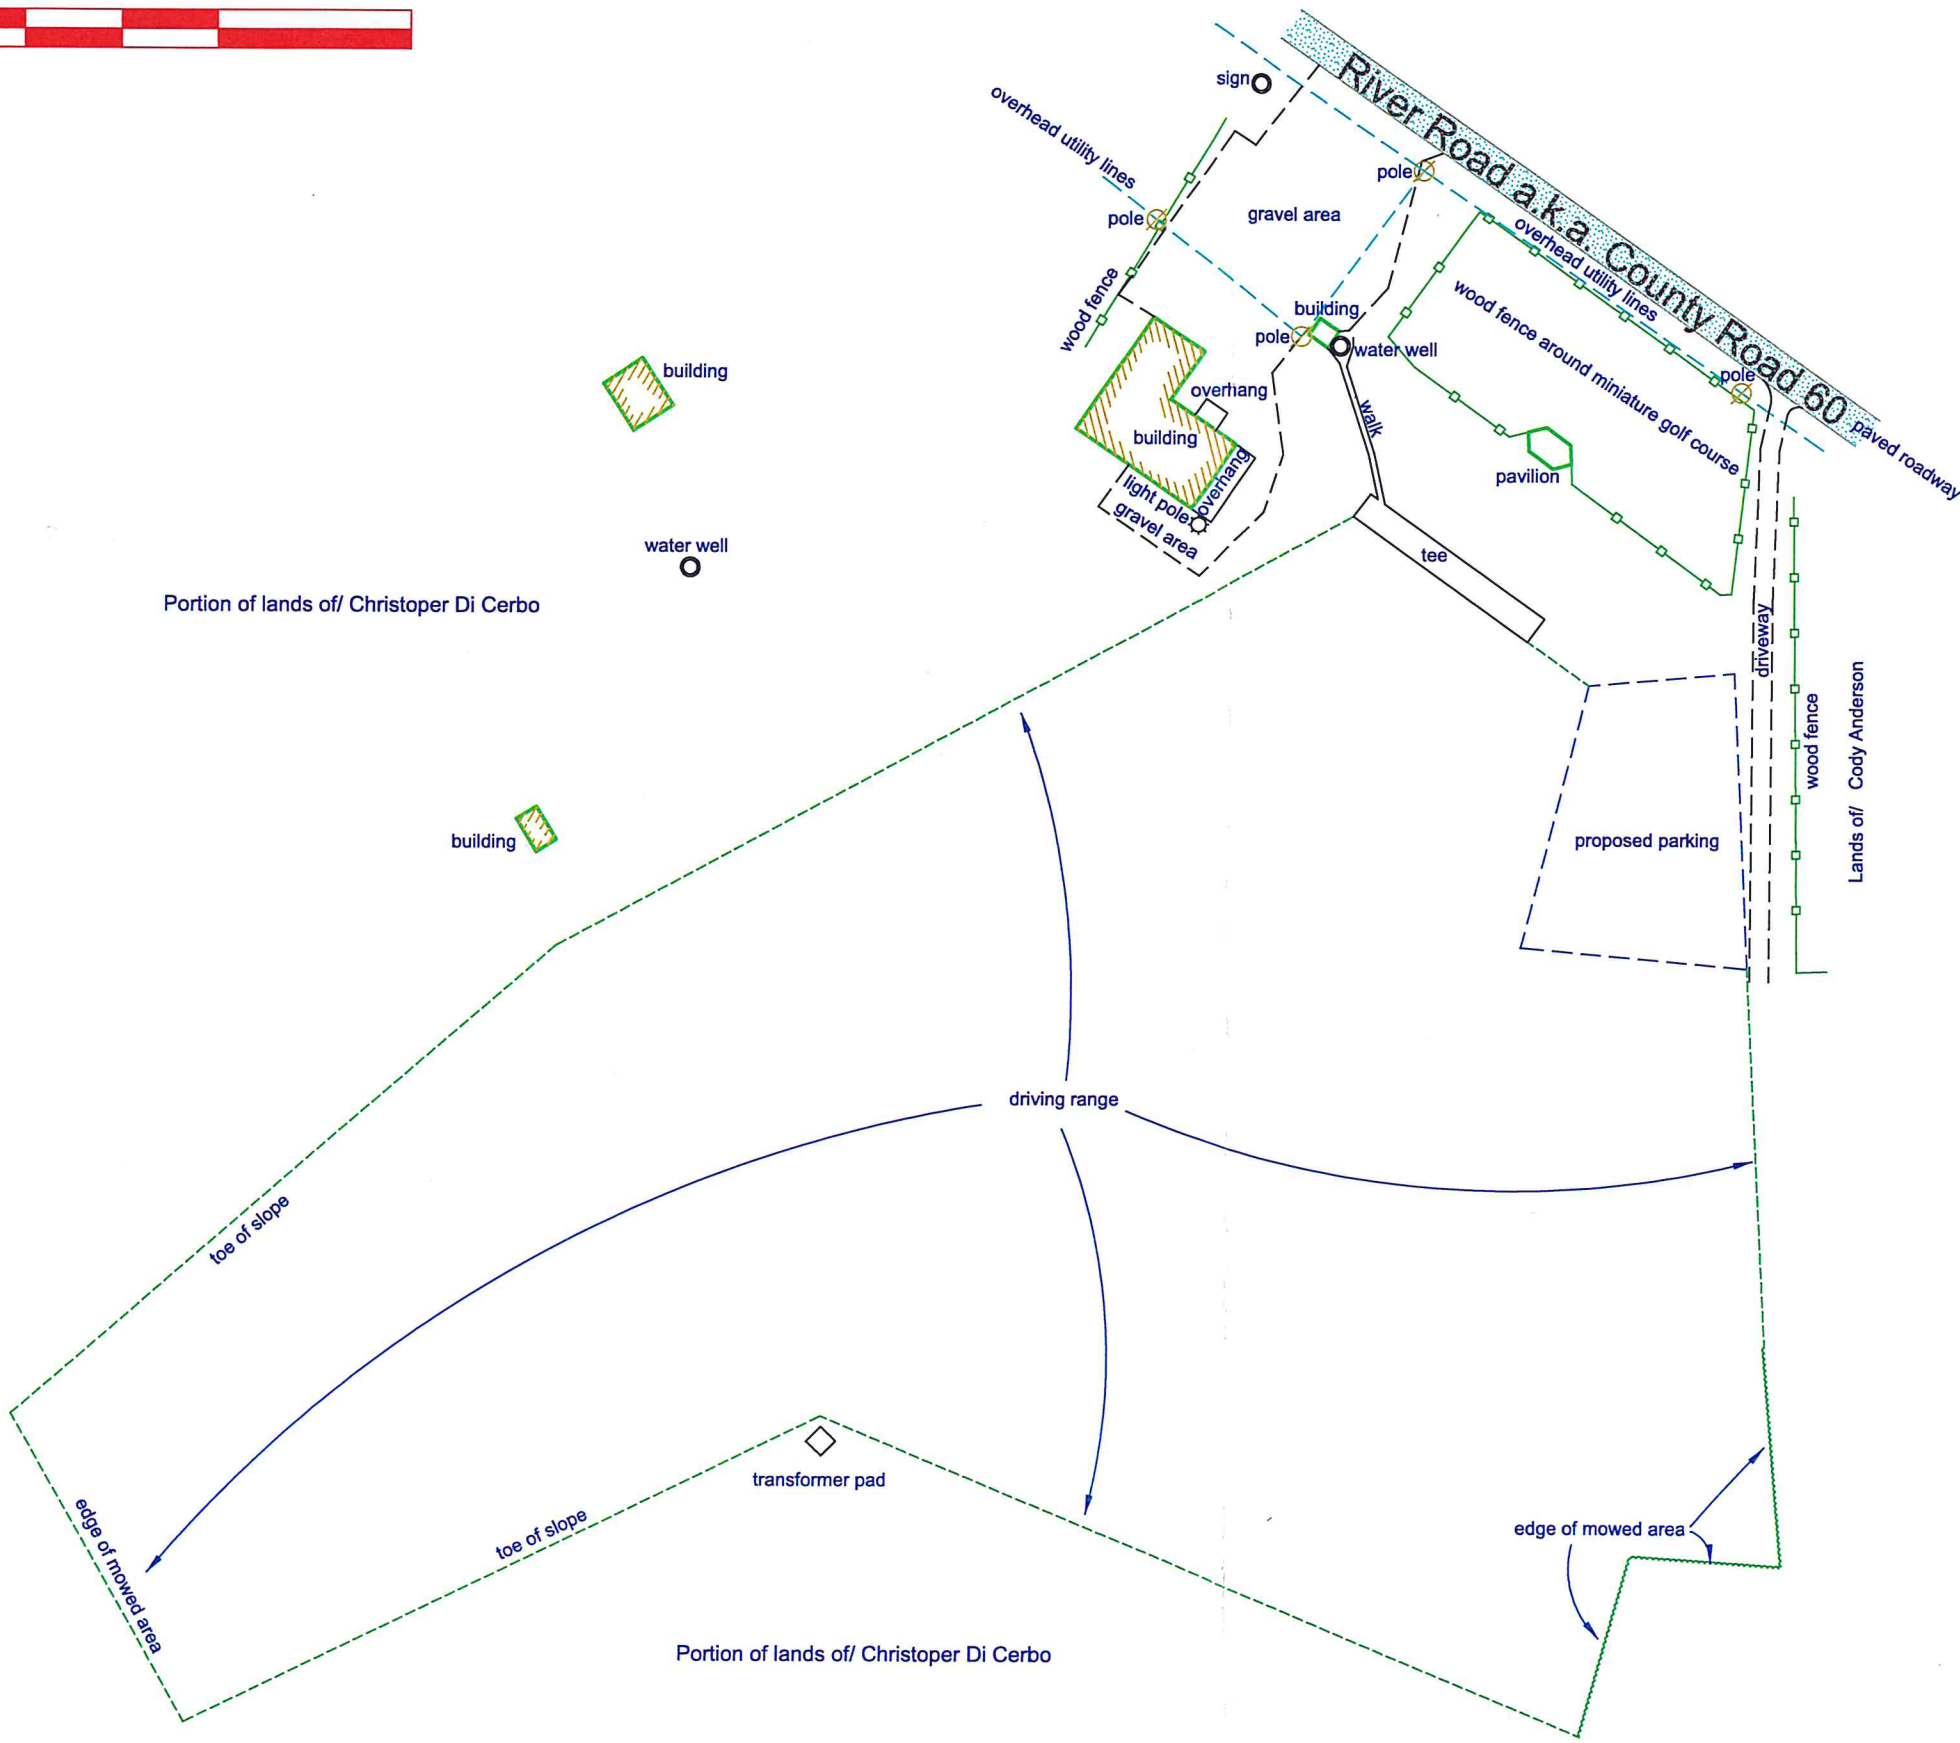 sign
River Road a.k.a. County Road 60
paved roadway
overhead utility lines
pole
pole
gravel area
overhead utility lines
wood fence
wood fence around miniature golf course
building
pole
water well
pole
building
overhang
walk
building
overhang
light pole
gravel area
pavilion
water well
tee
Portion of lands of/ Christoper Di Cerbo
driveway
wood fence
Lands of/ Cody Anderson
building
proposed parking
driving range
toe of slope
transformer pad
toe of slope
edge of mowed area
edge of mowed area
Portion of lands of/ Christoper Di Cerbo